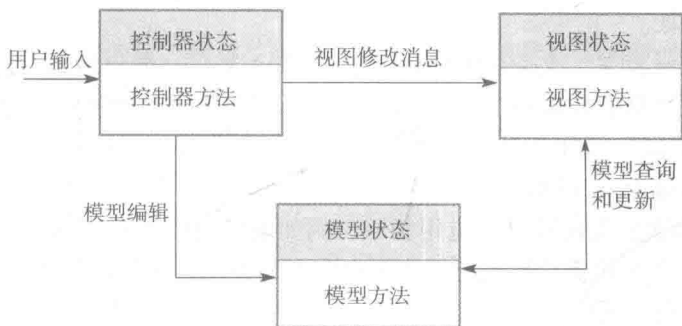 控制器状态
视图状态
用户输入
视图修改消息
控制器方法
视图方法
模型查询
和更新
模型编辑
模型状态
模型方法